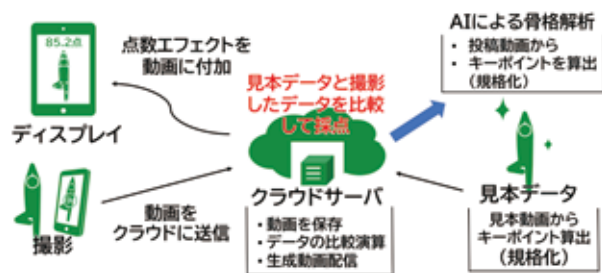 85.2点
点数エフェクトを
動画に付加
ディスプレイ
撮影
動画を
クラウドに送信
見本データと撮影
したデータを比較
して採点
クラウドサーバ
・動画を保存
・データの比較演算
・生成動画配信
AIによる骨格解析
・ 投稿動画から
・ キーポイントを算出
（規格化）
見本データ
見本動画から
キーポイント算出
（規格化）